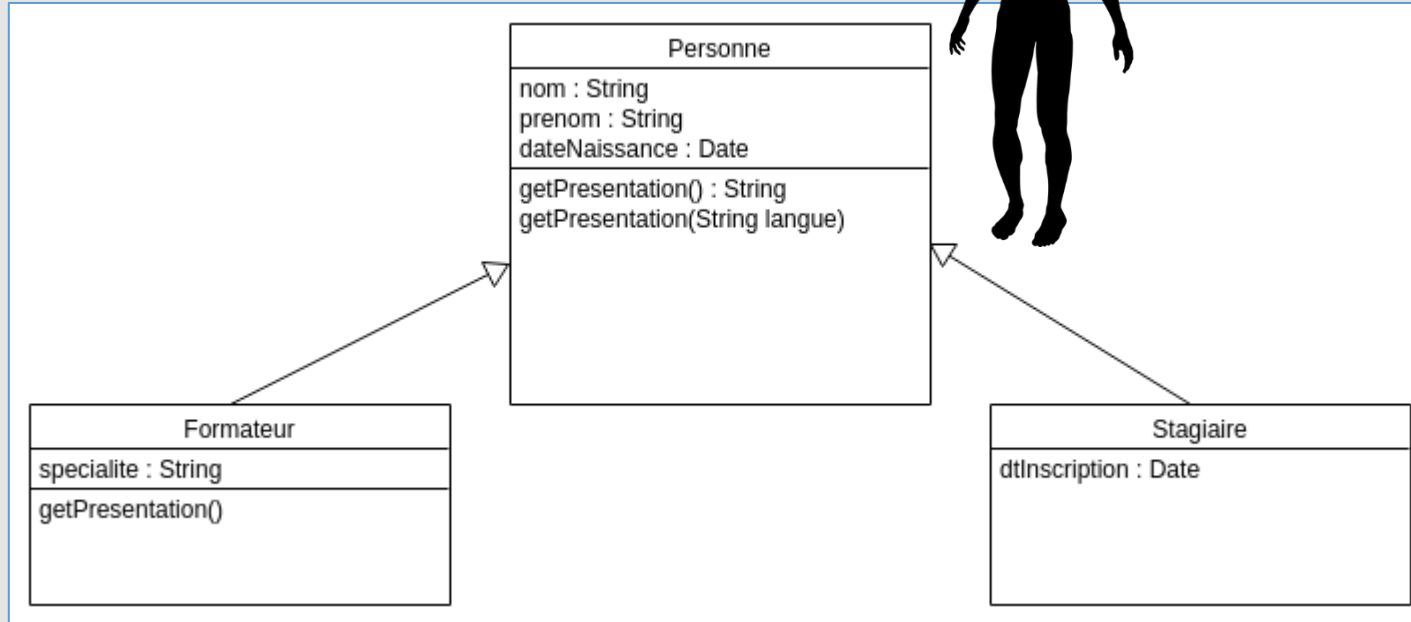 Personne
nom : String
prenom : String
dateNaissance : Date
getPresentation() : String
getPresentation(String langue)
Formateur
specialite : String
getPresentation()
Stagiaire
dtInscription : Date